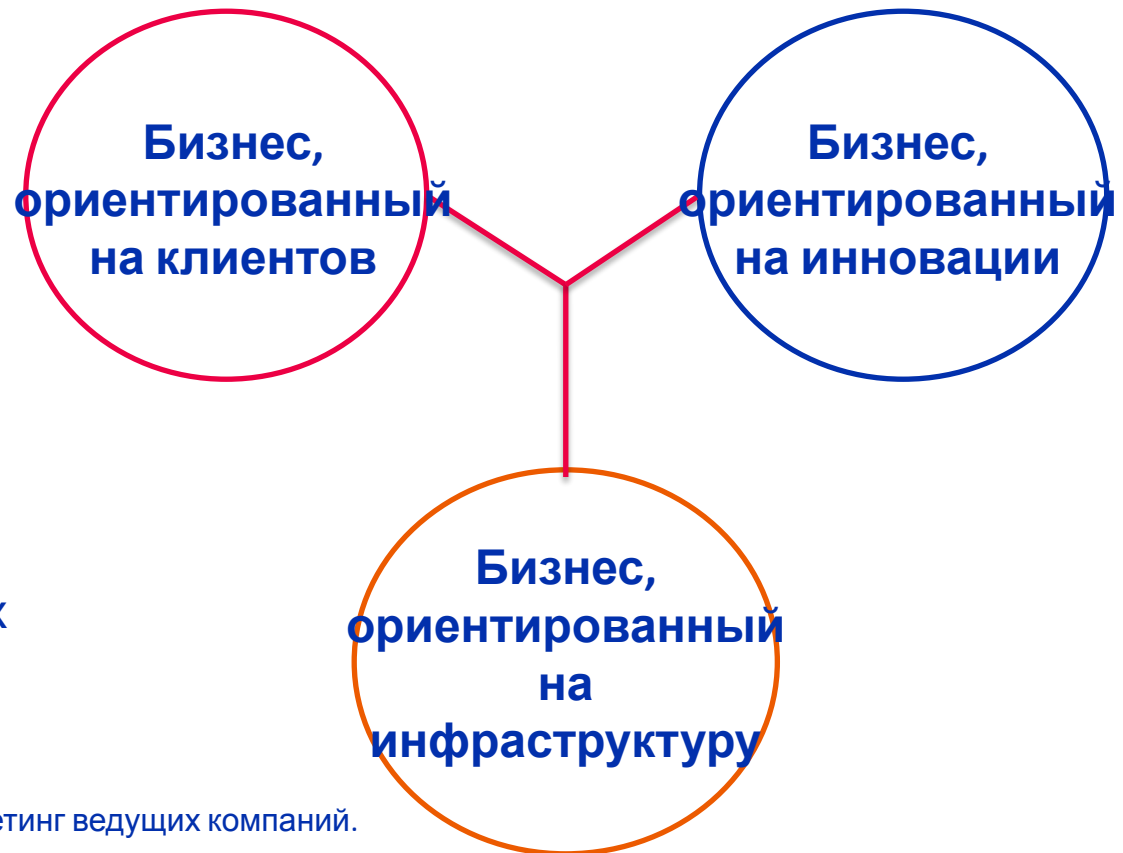 Бизнес,
ориентированный
на клиентов
Бизнес,
ориентированный
на инновации
Бизнес,
ориентированный
на
инфраструктуру
х
етинг ведущих компаний.